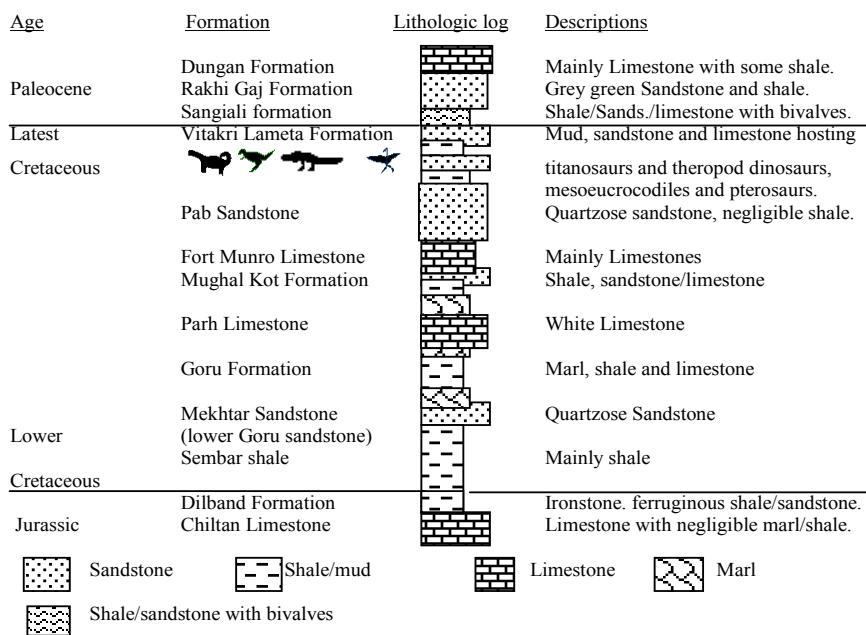 Age Formation Lithologic log Descriptions
Dungan Formation Mainly Limestone with some shale.
Paleocene Rakhi Gaj Formation Grey green Sandstone and shale.
Sangiali formation Shale/Sands./limestone with bivalves.
Latest Vitakri Lameta Formation Mud, sandstone and limestone hosting
Cretaceous titanosaurs and theropod dinosaurs,
mesoeucrocodiles and pterosaurs.
Pab Sandstone Quartzose sandstone, negligible shale.
Fort Munro Limestone Mainly Limestones
Mughal Kot Formation Shale, sandstone/limestone
Parh Limestone White Limestone
Goru Formation Marl, shale and limestone
Mekhtar Sandstone Quartzose Sandstone
Lower (lower Goru sandstone)
Sembar shale Mainly shale
Cretaceous
Dilband Formation Ironstone. ferruginous shale/sandstone.
Jurassic Chiltan Limestone Limestone with negligible marl/shale.
Sandstone Shale/mud Limestone Marl
Shale/sandstone with bivalves